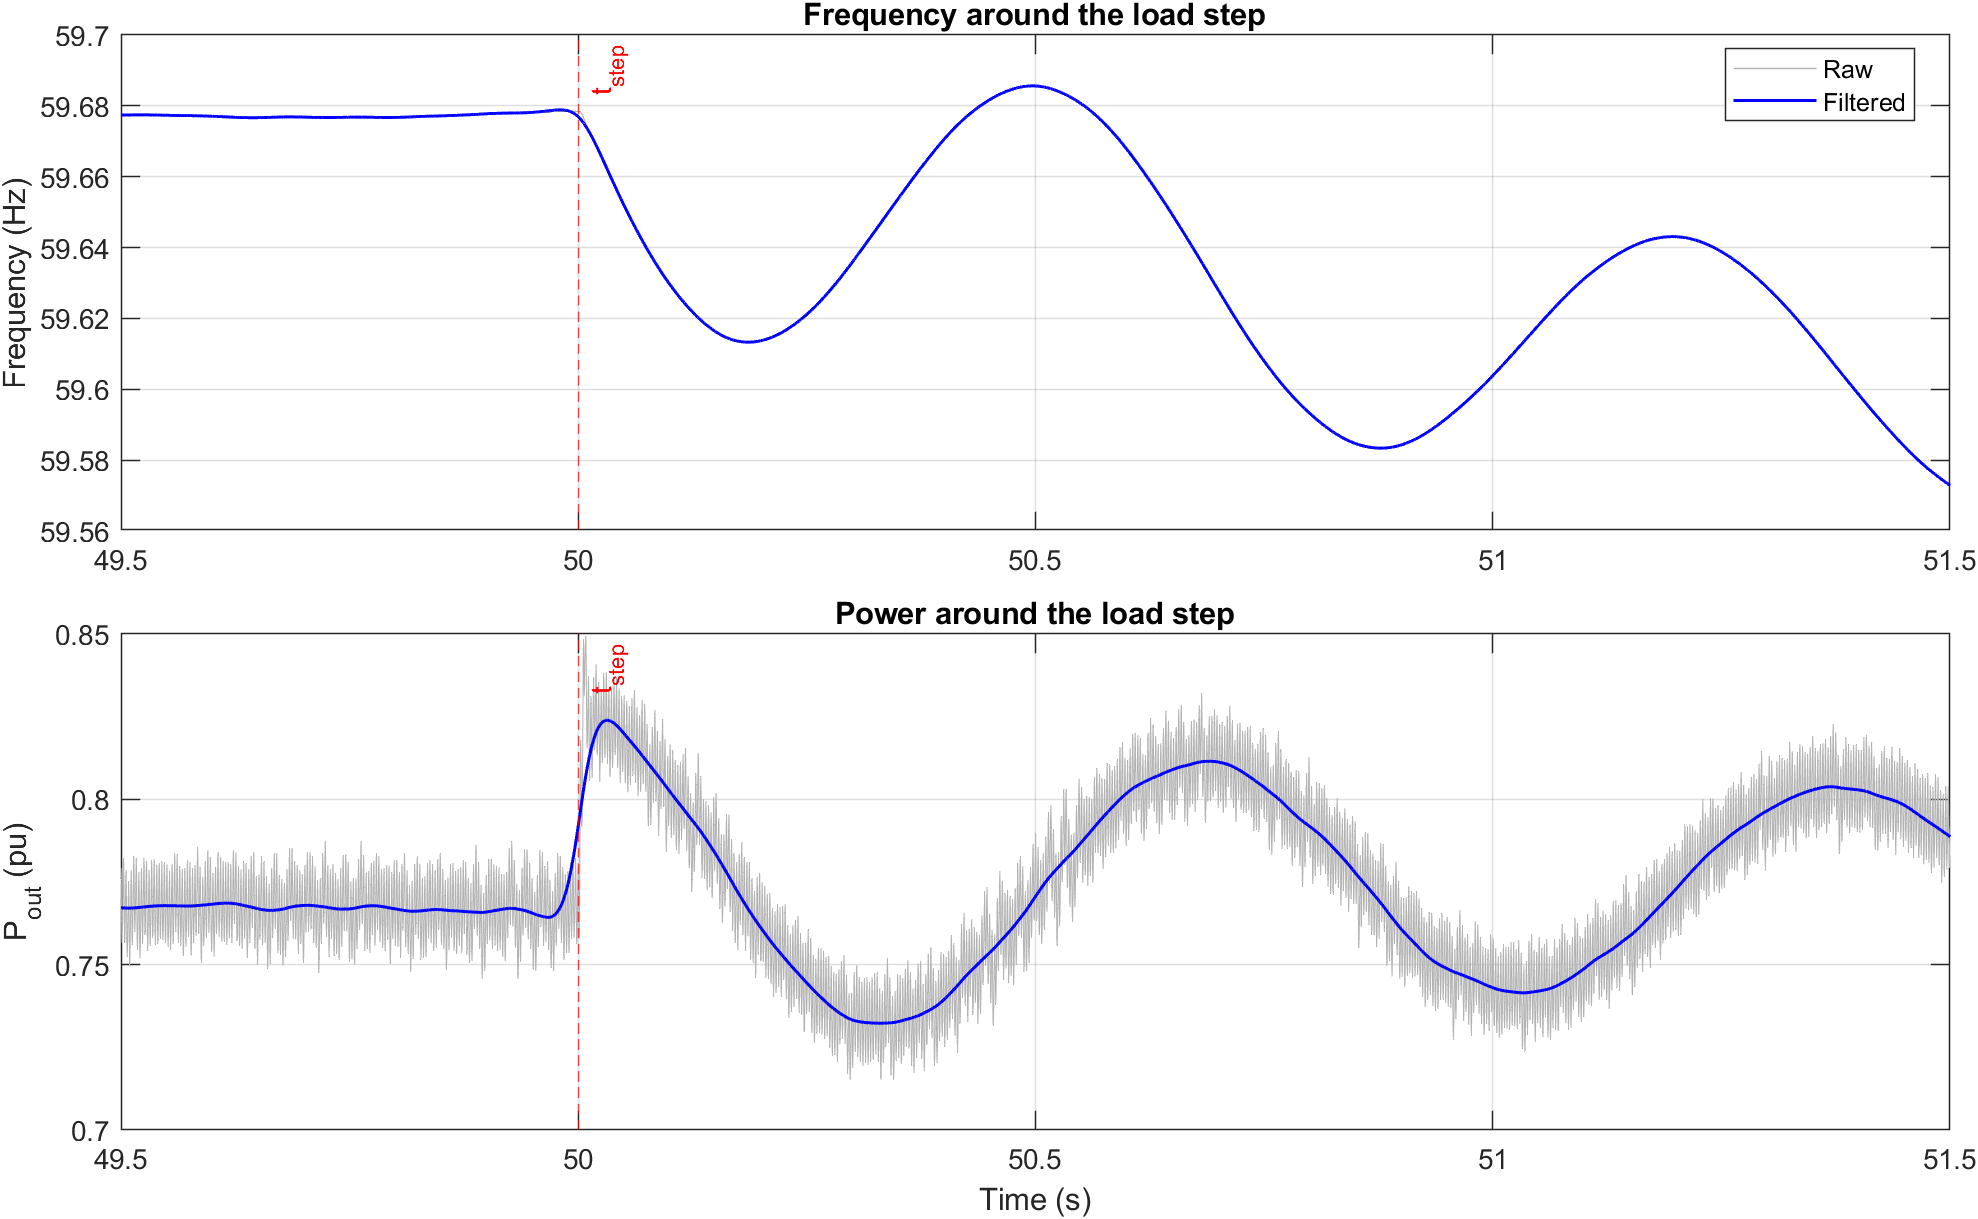 Frequency around the load step
59.7
59.68
59.66
59.64
59.62
59.6
59.58
59.56
Frequency (Hz)
t_step
Raw
Filtered
49.5 50 50.5 51 51.5
Power around the load step
0.85
0.8
0.75
0.7
P_out (pu)
t_step
49.5 50 50.5 51 51.5
Time (s)